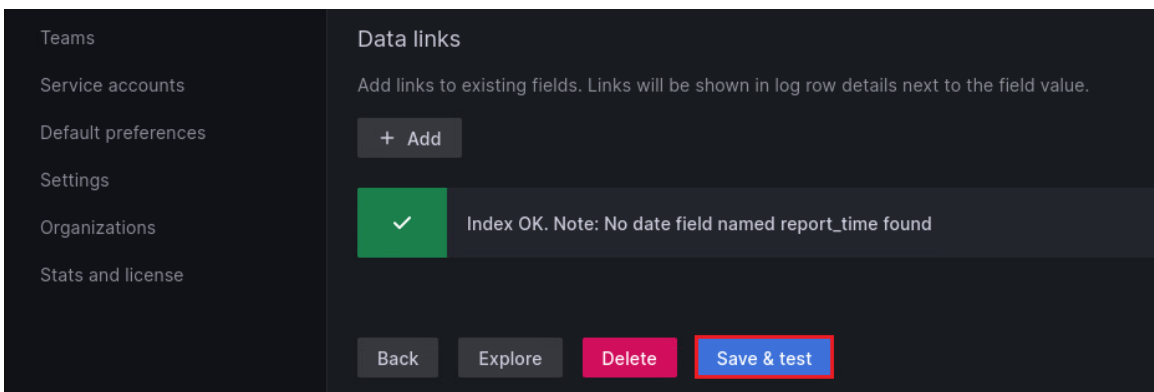 Teams
Service accounts
Default preferences
Settings
Organizations
Stats and license
Data links
Add links to existing fields. Links will be shown in log row details next to the field value.
+ Add
Index OK. Note: No date field named report_time found
Back Explore Delete Save & test